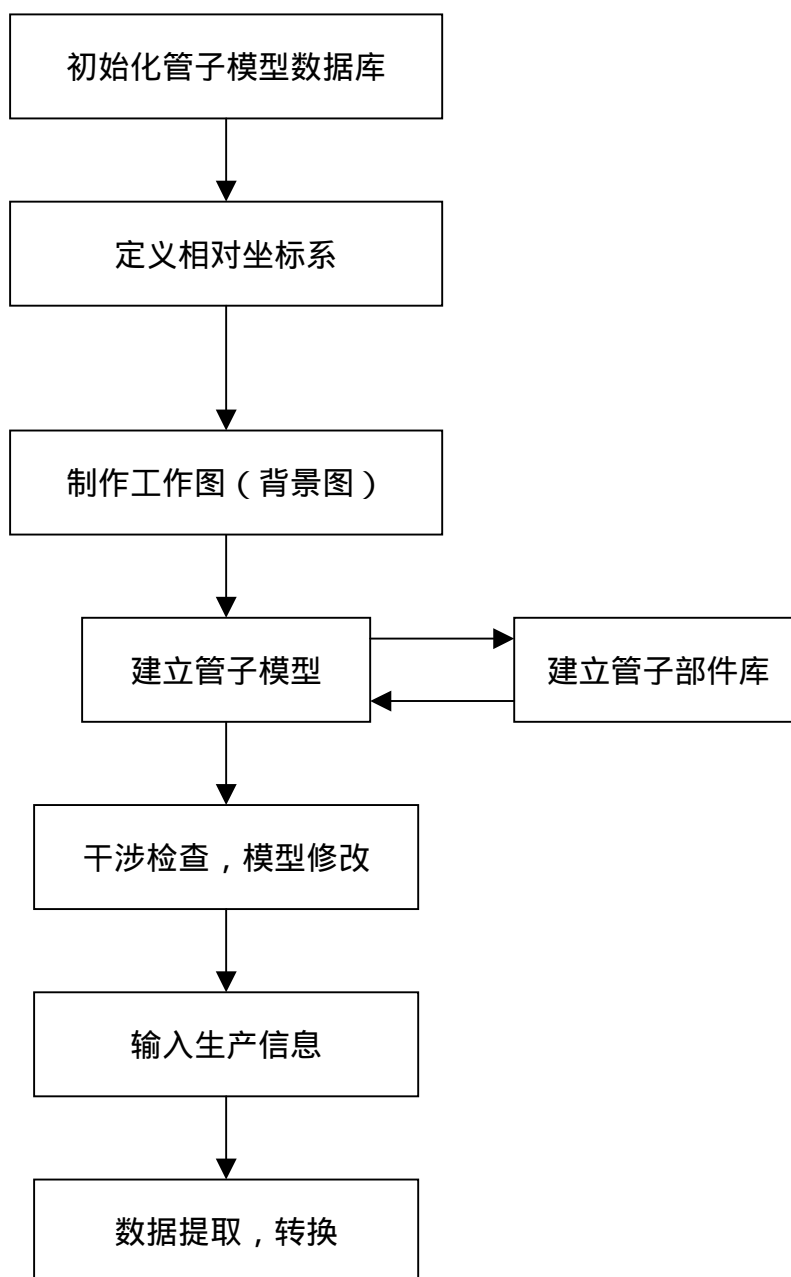 初始化管子模型数据库
定义相对坐标系
制作工作图（背景图）
建立管子模型
建立管子部件库
干涉检查，模型修改
输入生产信息
数据提取，转换